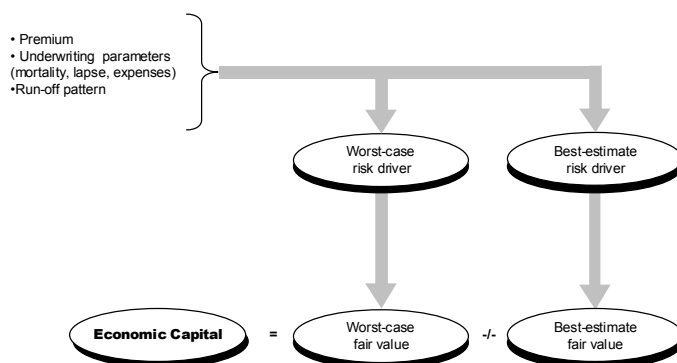 • Premium
• Underwriting parameters
(mortality, lapse, expenses)
•Run-off pattern
Worst-case
risk driver
Best-estimate
risk driver
Economic Capital = Worst-case
fair value -/- Best-estimate
fair value